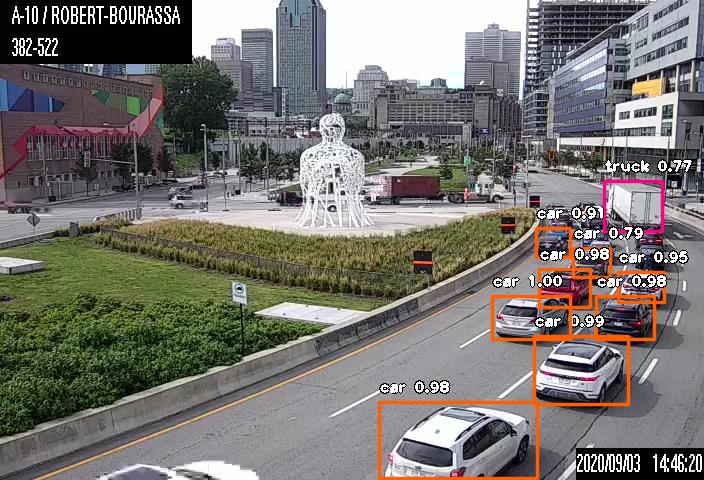 A-10 / ROBERT-BOURASSA
382-522
truck 0.77
car 0.91
car 0.79
car 0.98
car 0.95
car 1.00
car 0.98
car 0.99
car 0.98
2020/09/03 14:46:20